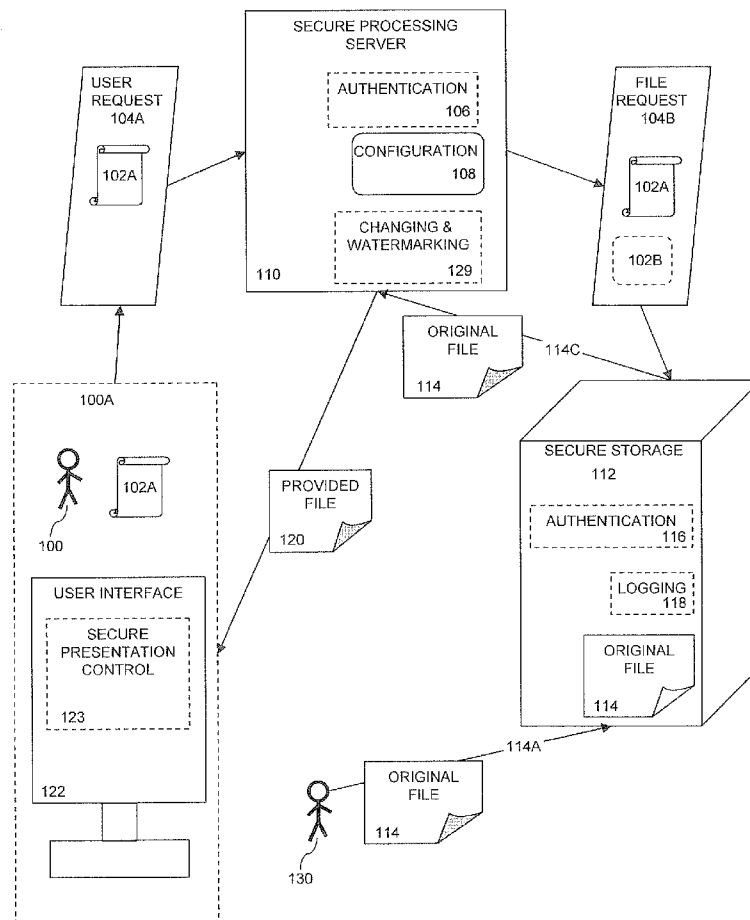 SECURE PROCESSING
SERVER
USER
REQUEST
104A
102A
AUTHENTICATION
106
CONFIGURATION
108
CHANGING &
WATERMARKING
129
110
FILE
REQUEST
104B
102A
102B
ORIGINAL
FILE
114
114C
100A
102A
100
PROVIDED
FILE
120
SECURE STORAGE
112
AUTHENTICATION
116
LOGGING
118
ORIGINAL
FILE
114
USER INTERFACE
SECURE
PRESENTATION
CONTROL
123
122
114A
ORIGINAL
FILE
114
130